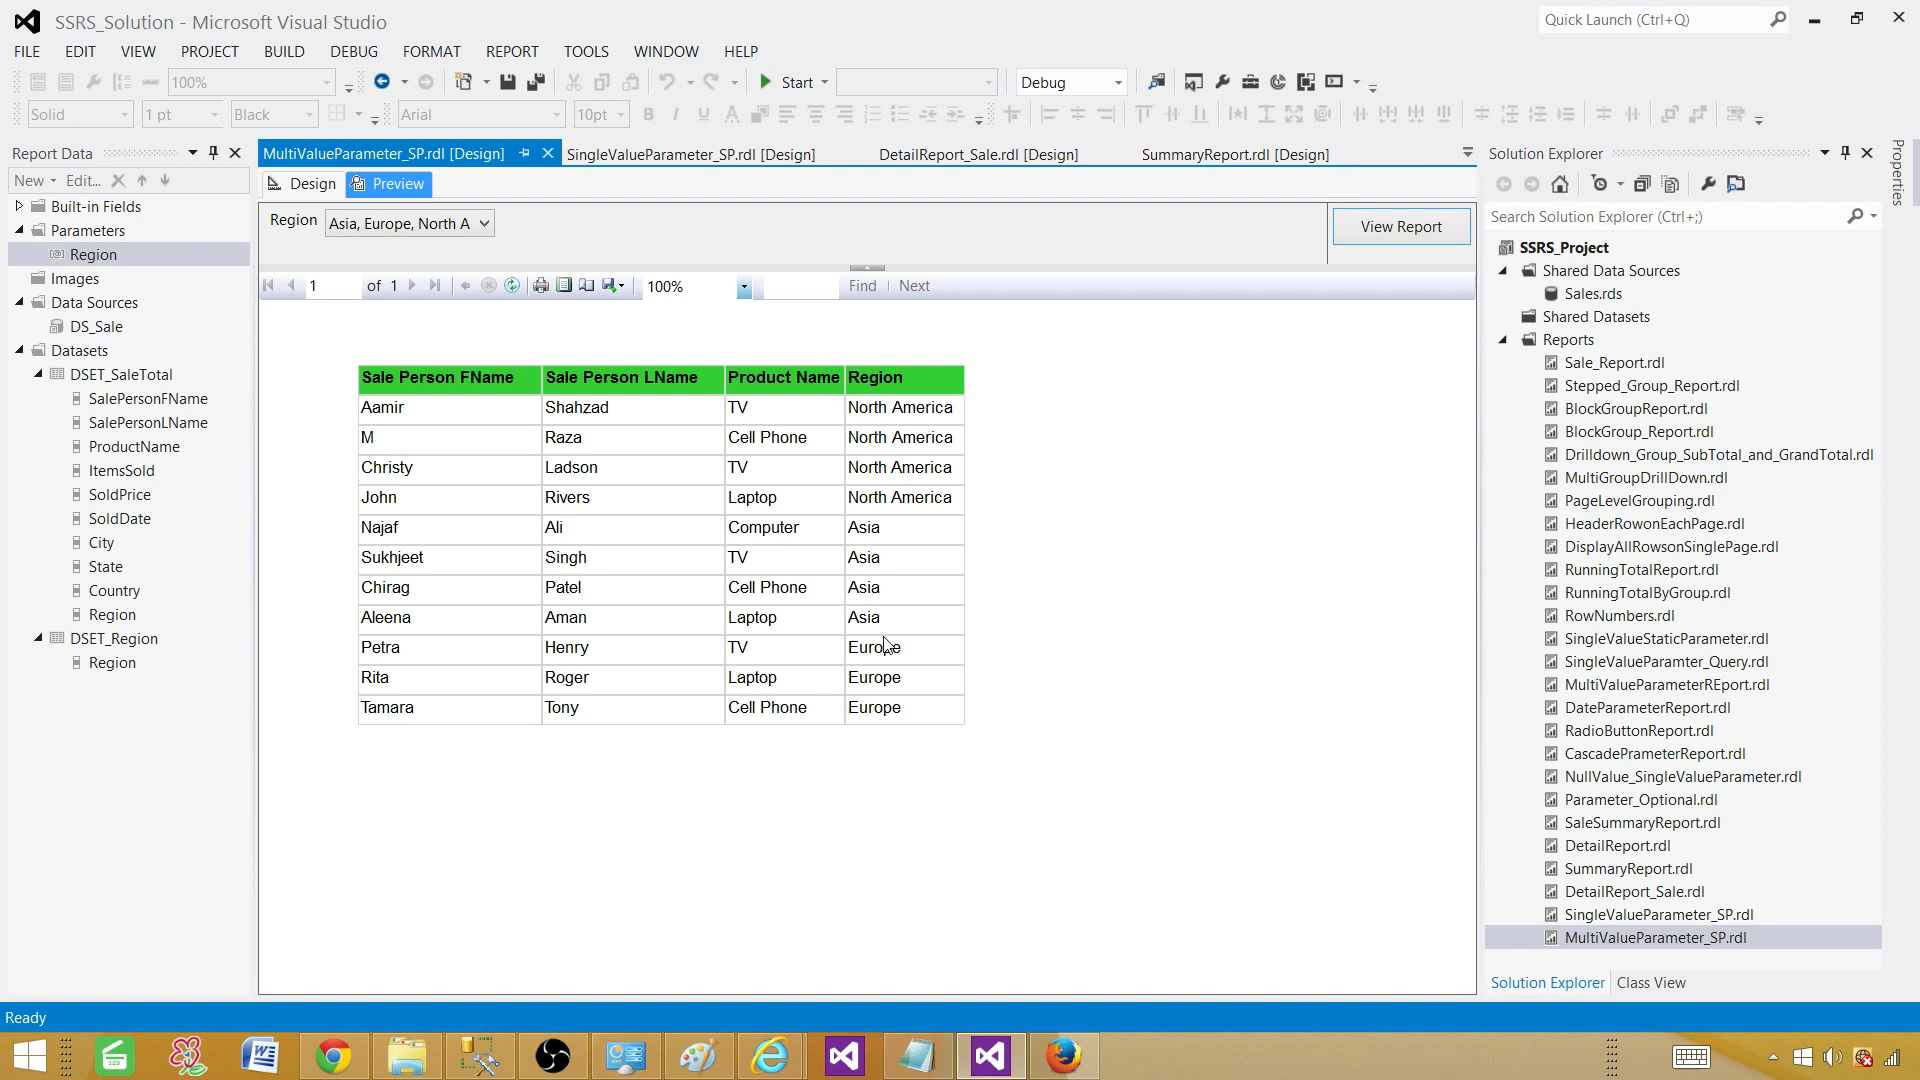 SSRS_Solution - Microsoft Visual Studio
Quick Launch (Ctrl+Q)
FILE EDIT VIEW PROJECT BUILD DEBUG FORMAT REPORT TOOLS WINDOW HELP
100% Start Debug
Solid 1 pt Black Arial 10pt B I U A
Report Data
New Edit...
Built-in Fields
Parameters
Region
Images
Data Sources
DS_Sale
Datasets
DSET_SaleTotal
SalePersonFName
SalePersonLName
ProductName
ItemsSold
SoldPrice
SoldDate
City
State
Country
Region
DSET_Region
Region
MultiValueParameter_SP.rdl [Design] SingleValueParameter_SP.rdl [Design] DetailReport_Sale.rdl [Design] SummaryReport.rdl [Design]
Design Preview
Region Asia, Europe, North A View Report
1 of 1 100% Find Next
Sale Person FName Sale Person LName Product Name Region
Aamir Shahzad TV North America
M Raza Cell Phone North America
Christy Ladson TV North America
John Rivers Laptop North America
Najaf Ali Computer Asia
Sukhjeet Singh TV Asia
Chirag Patel Cell Phone Asia
Aleena Aman Laptop Asia
Petra Henry TV Europe
Rita Roger Laptop Europe
Tamara Tony Cell Phone Europe
Solution Explorer
Search Solution Explorer (Ctrl+;)
SSRS_Project
Shared Data Sources
Sales.rds
Shared Datasets
Reports
Sale_Report.rdl
Stepped_Group_Report.rdl
BlockGroupReport.rdl
BlockGroup_Report.rdl
Drilldown_Group_SubTotal_and_GrandTotal.rdl
MultiGroupDrillDown.rdl
PageLevelGrouping.rdl
HeaderRowonEachPage.rdl
DisplayAllRowsonSinglePage.rdl
RunningTotalReport.rdl
RunningTotalByGroup.rdl
RowNumbers.rdl
SingleValueStaticParameter.rdl
SingleValueParamter_Query.rdl
MultiValueParameterREport.rdl
DateParameterReport.rdl
RadioButtonReport.rdl
CascadePrameterReport.rdl
NullValue_SingleValueParameter.rdl
Parameter_Optional.rdl
SaleSummaryReport.rdl
DetailReport.rdl
SummaryReport.rdl
DetailReport_Sale.rdl
SingleValueParameter_SP.rdl
MultiValueParameter_SP.rdl
Solution Explorer Class View
Properties
Ready